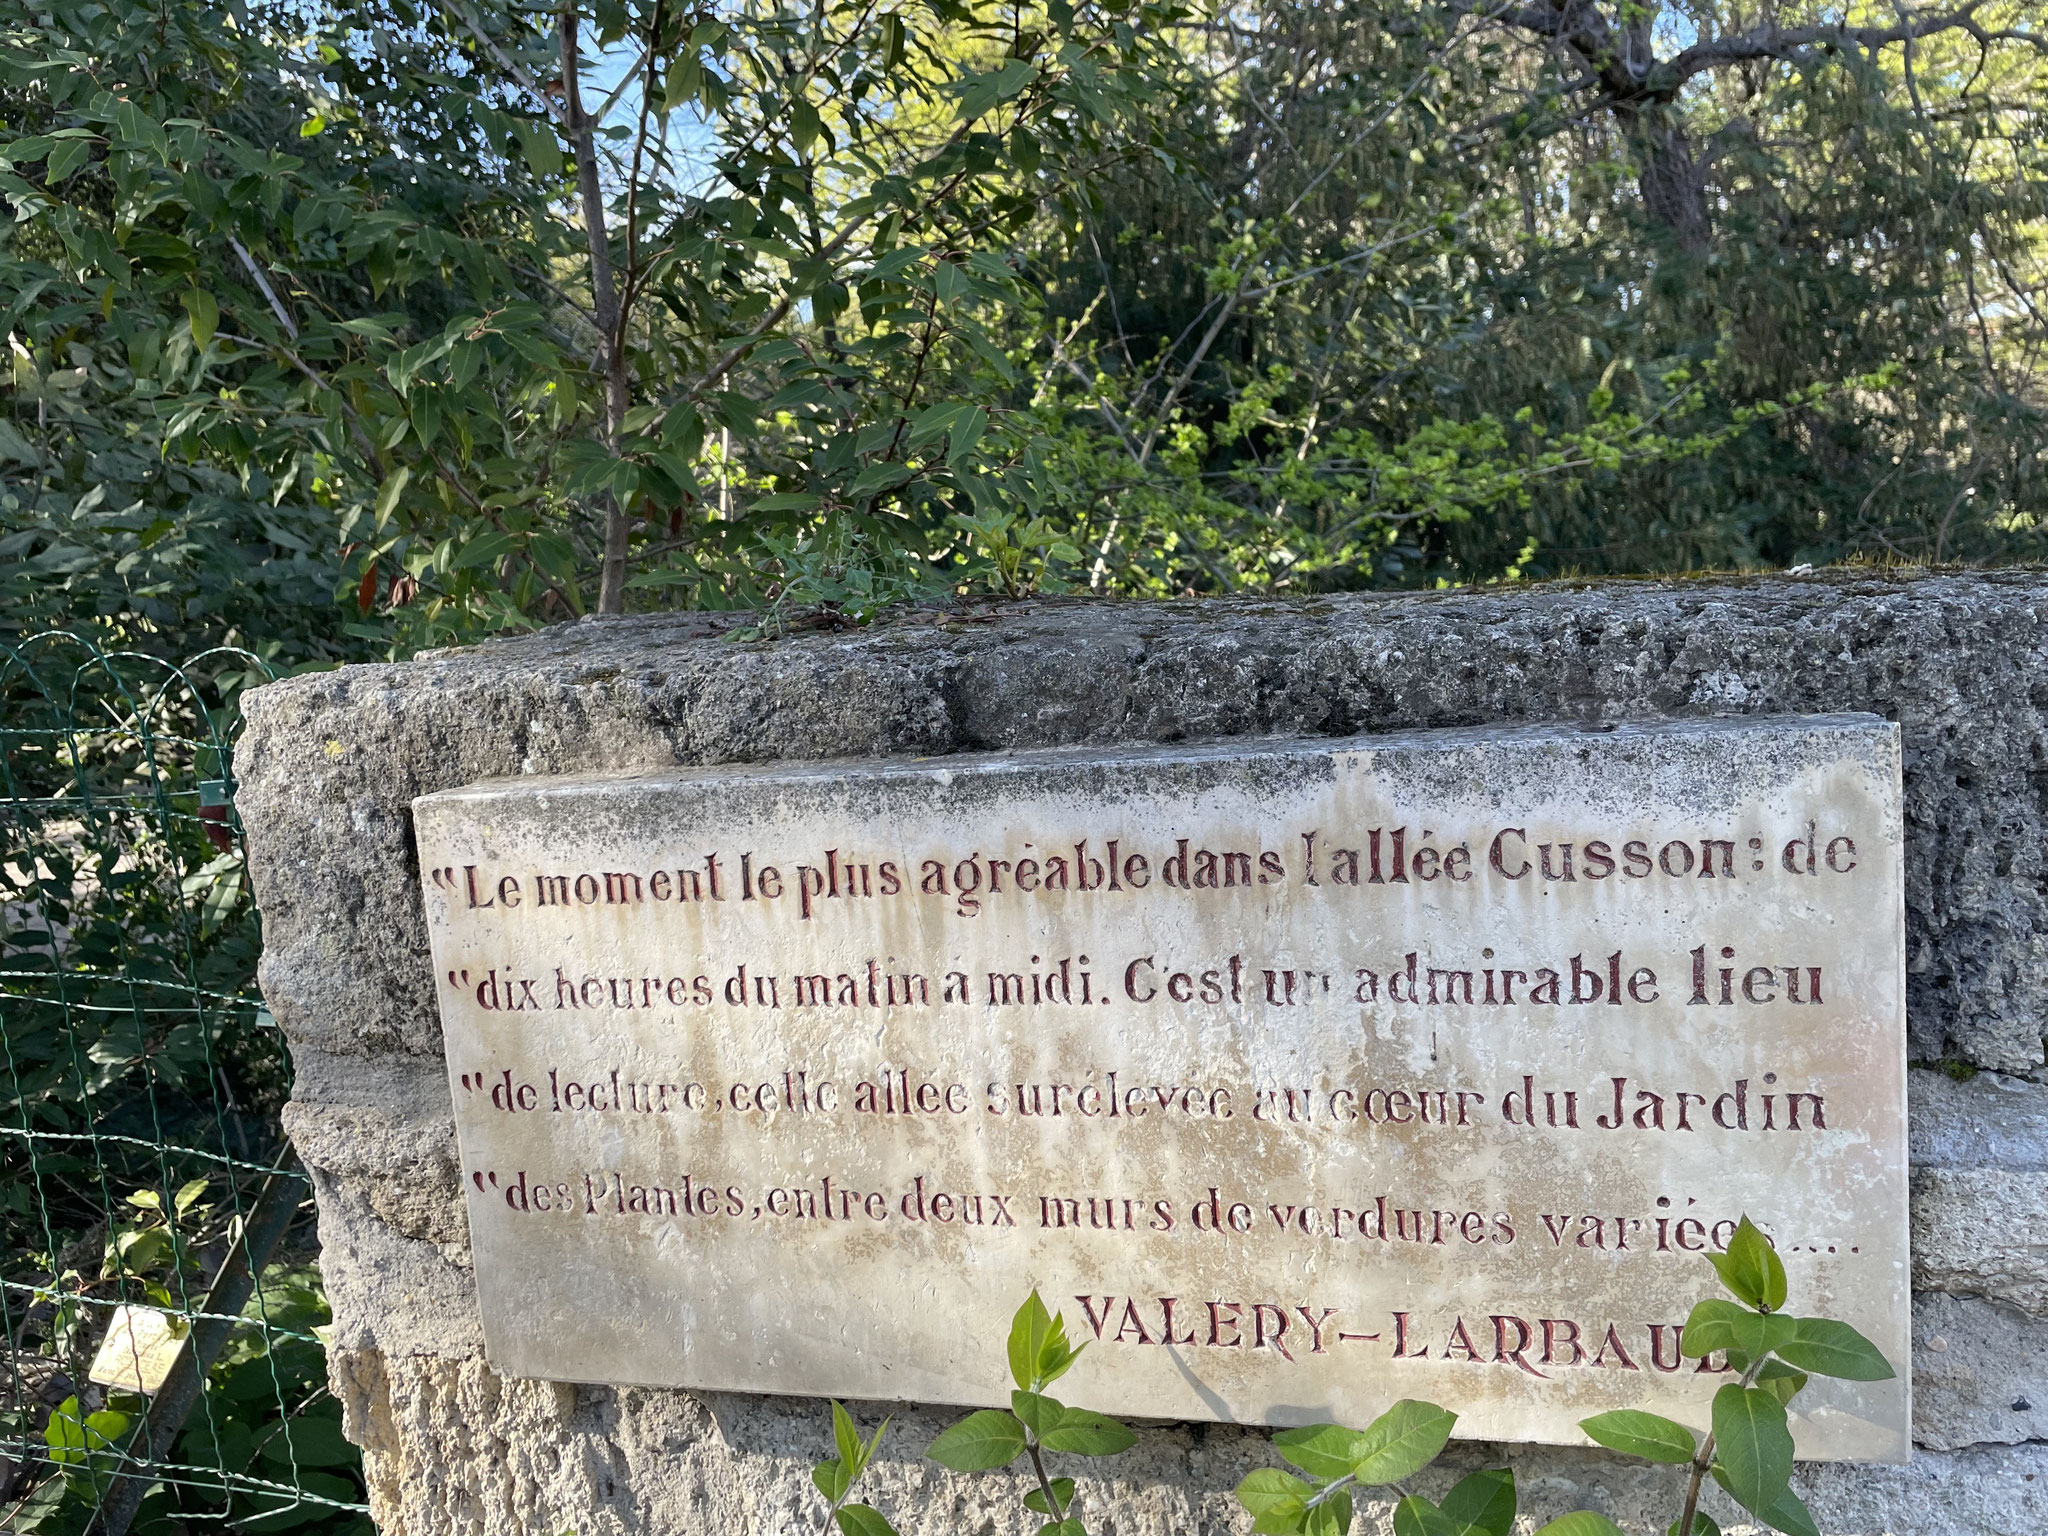 “Le moment le plus agréable dans l'allée Cusson : de
“dix heures du matin à midi. C'est un admirable lieu
“de lecture, cette allée surélevée au cœur du Jardin
“des Plantes, entre deux murs de verdures variées....
VALERY-LARBAUD